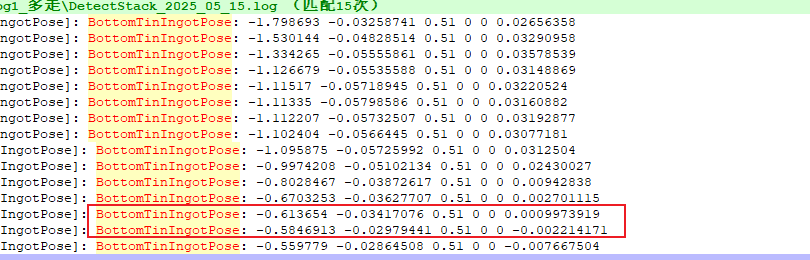 og1_多走\DetectStack_2025_05_15.log （匹配15次）
ngotPose]: BottomTinIngotPose: -1.798693 -0.03258741 0.51 0 0 0.02656358
ngotPose]: BottomTinIngotPose: -1.530144 -0.04828514 0.51 0 0 0.03290958
ngotPose]: BottomTinIngotPose: -1.334265 -0.05555861 0.51 0 0 0.03578539
ngotPose]: BottomTinIngotPose: -1.126679 -0.05535588 0.51 0 0 0.03148869
ngotPose]: BottomTinIngotPose: -1.11517 -0.05718945 0.51 0 0 0.03220524
ngotPose]: BottomTinIngotPose: -1.11335 -0.05798586 0.51 0 0 0.03160882
ngotPose]: BottomTinIngotPose: -1.112207 -0.05732507 0.51 0 0 0.03192877
ngotPose]: BottomTinIngotPose: -1.102404 -0.0566445 0.51 0 0 0.03077181
IngotPose]: BottomTinIngotPose: -1.095875 -0.05725992 0.51 0 0 0.0312504
IngotPose]: BottomTinIngotPose: -0.9974208 -0.05102134 0.51 0 0 0.02430027
IngotPose]: BottomTinIngotPose: -0.8028467 -0.03872617 0.51 0 0 0.00942838
IngotPose]: BottomTinIngotPose: -0.6703253 -0.03627707 0.51 0 0 0.002701115
IngotPose]: BottomTinIngotPose: -0.613654 -0.03417076 0.51 0 0 0.0009973919
IngotPose]: BottomTinIngotPose: -0.5846913 -0.02979441 0.51 0 0 -0.002214171
IngotPose]: BottomTinIngotPose: -0.559779 -0.02864508 0.51 0 0 -0.007667504